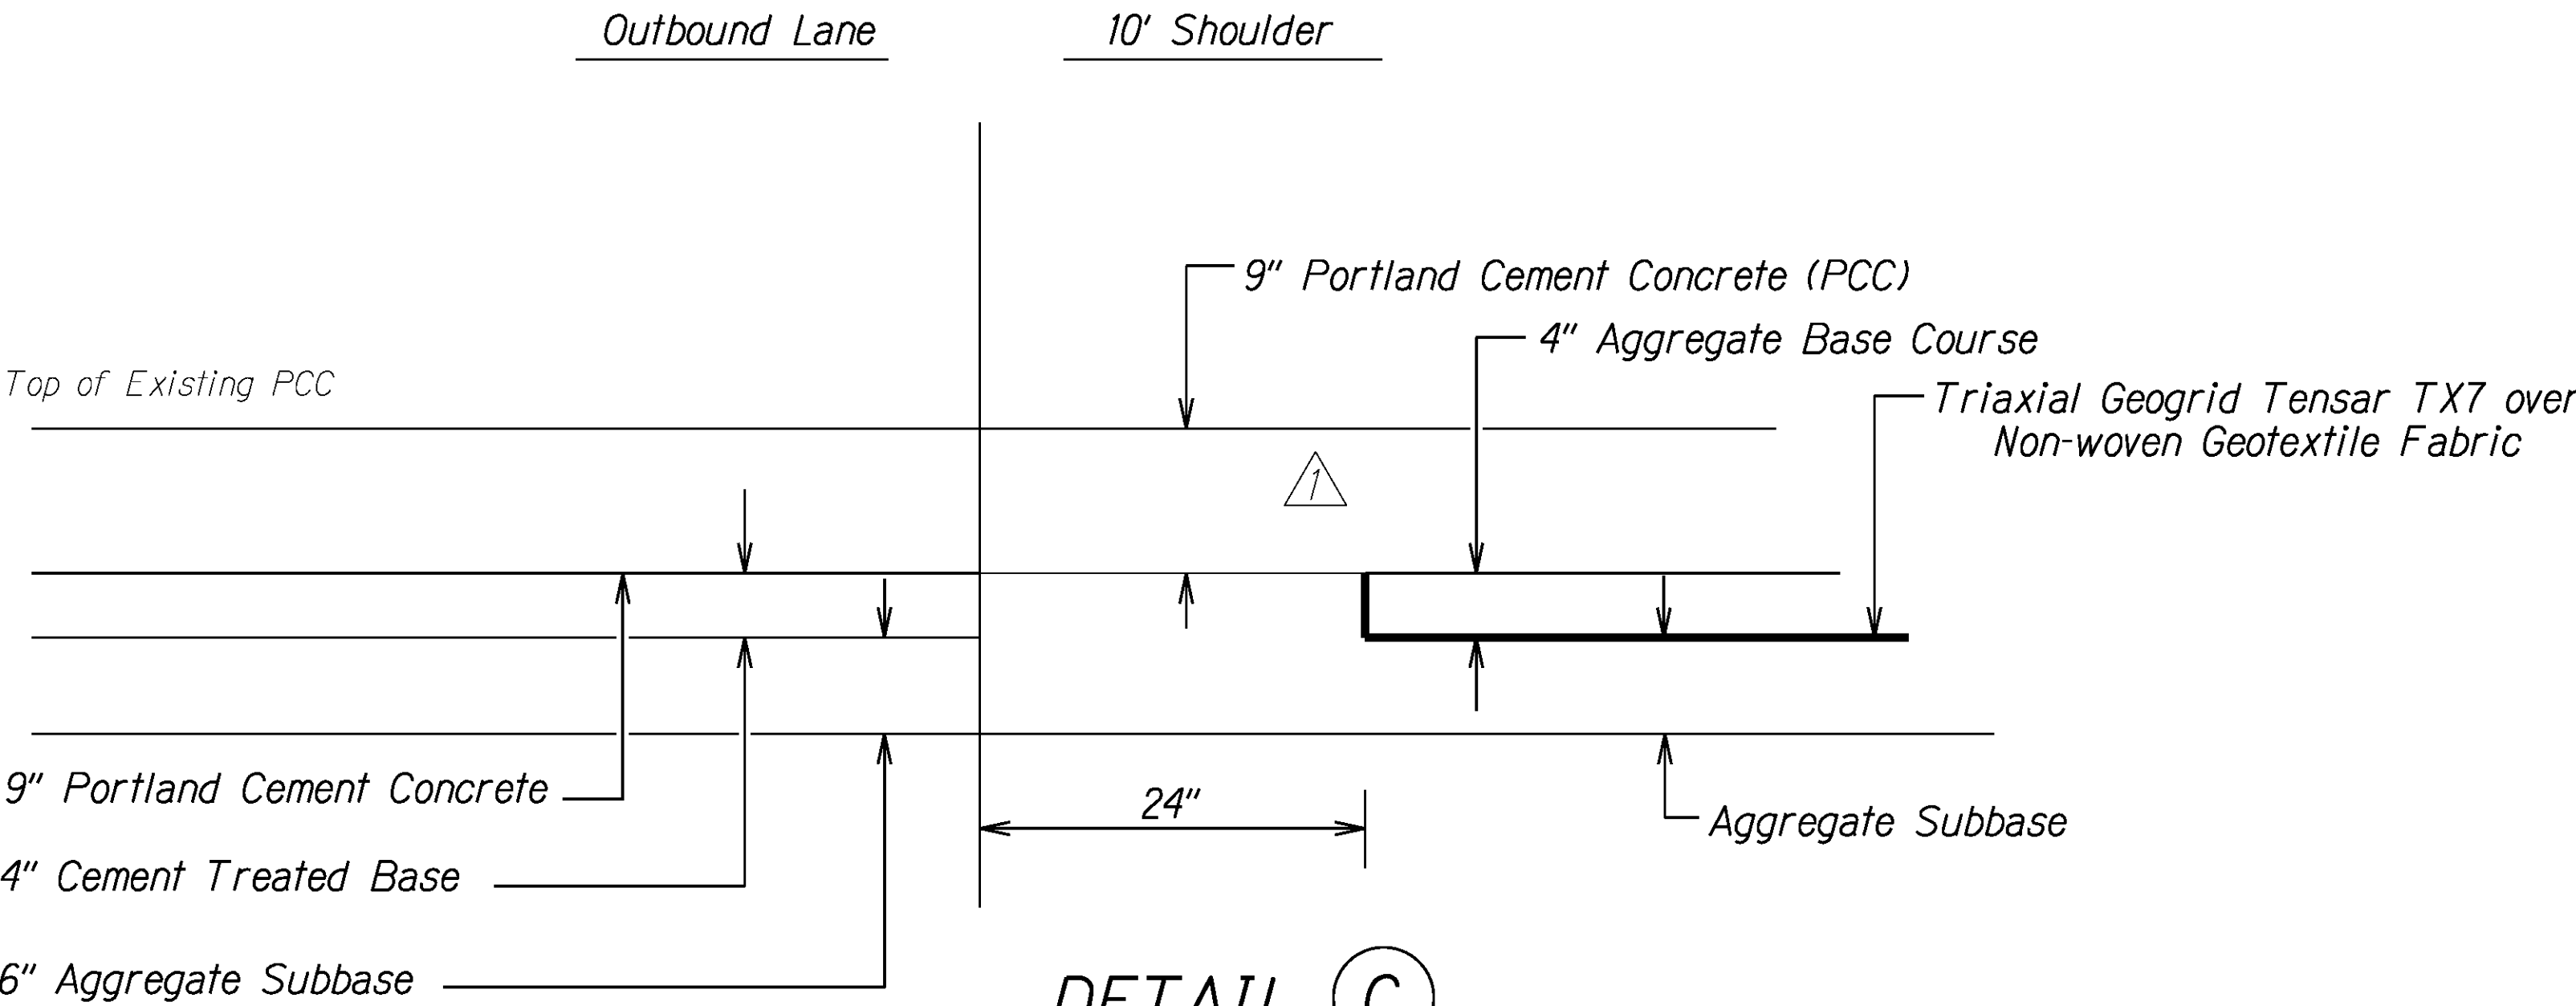 Outbound Lane
10' Shoulder
9" Portland Cement Concrete (PCC)
4" Aggregate Base Course
Top of Existing PCC
Triaxial Geogrid Tensar TX7 over
Non-woven Geotextile Fabric
1
9" Portland Cement Concrete
24"
Aggregate Subbase
4" Cement Treated Base
6" Aggregate Subbase
DETAIL C